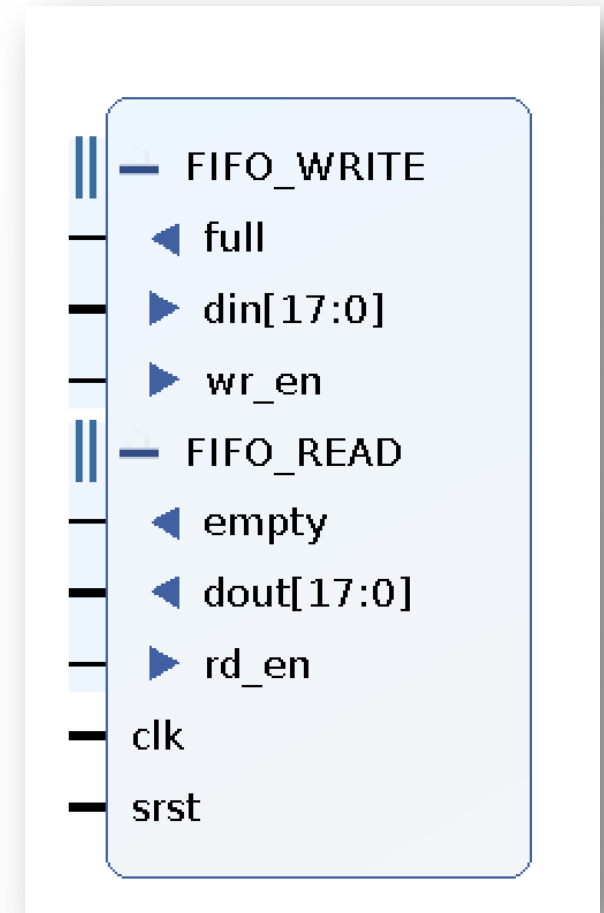 FIFO_WRITE
full
din[17:0]
wr_en
FIFO_READ
empty
dout[17:0]
rd_en
clk
srst